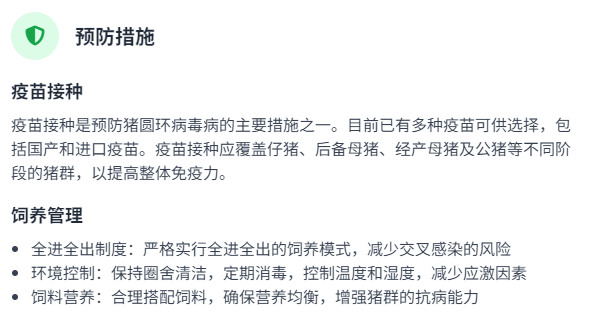 预防措施
疫苗接种
疫苗接种是预防猪圆环病毒病的主要措施之一。目前已有多种疫苗可供选择，包
括国产和进口疫苗。疫苗接种应覆盖仔猪、后备母猪、经产母猪及公猪等不同阶
段的猪群，以提高整体免疫力。
饲养管理
• 全进全出制度：严格实行全进全出的饲养模式，减少交叉感染的风险
• 环境控制：保持圈舍清洁，定期消毒，控制温度和湿度，减少应激因素
• 饲料营养：合理搭配饲料，确保营养均衡，增强猪群的抗病能力